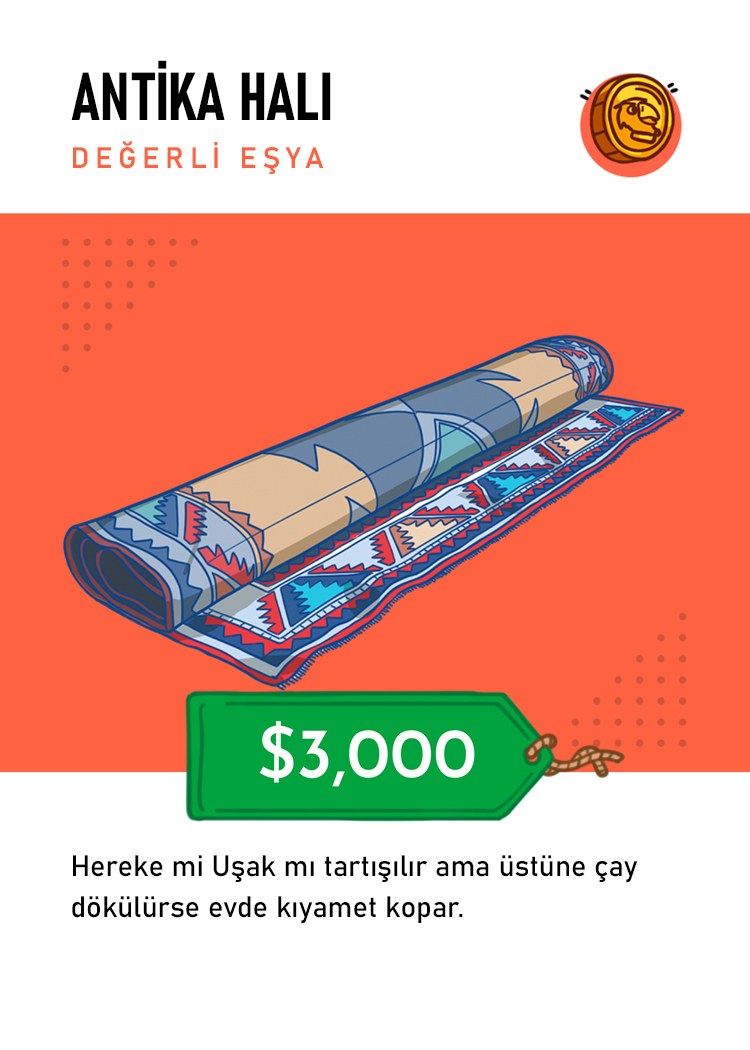 ANTİKA HALI
DEĞERLİ EŞYA
$3,000
Hereke mi Uşak mı tartışılır ama üstüne çay
dökülürse evde kıyamet kopar.